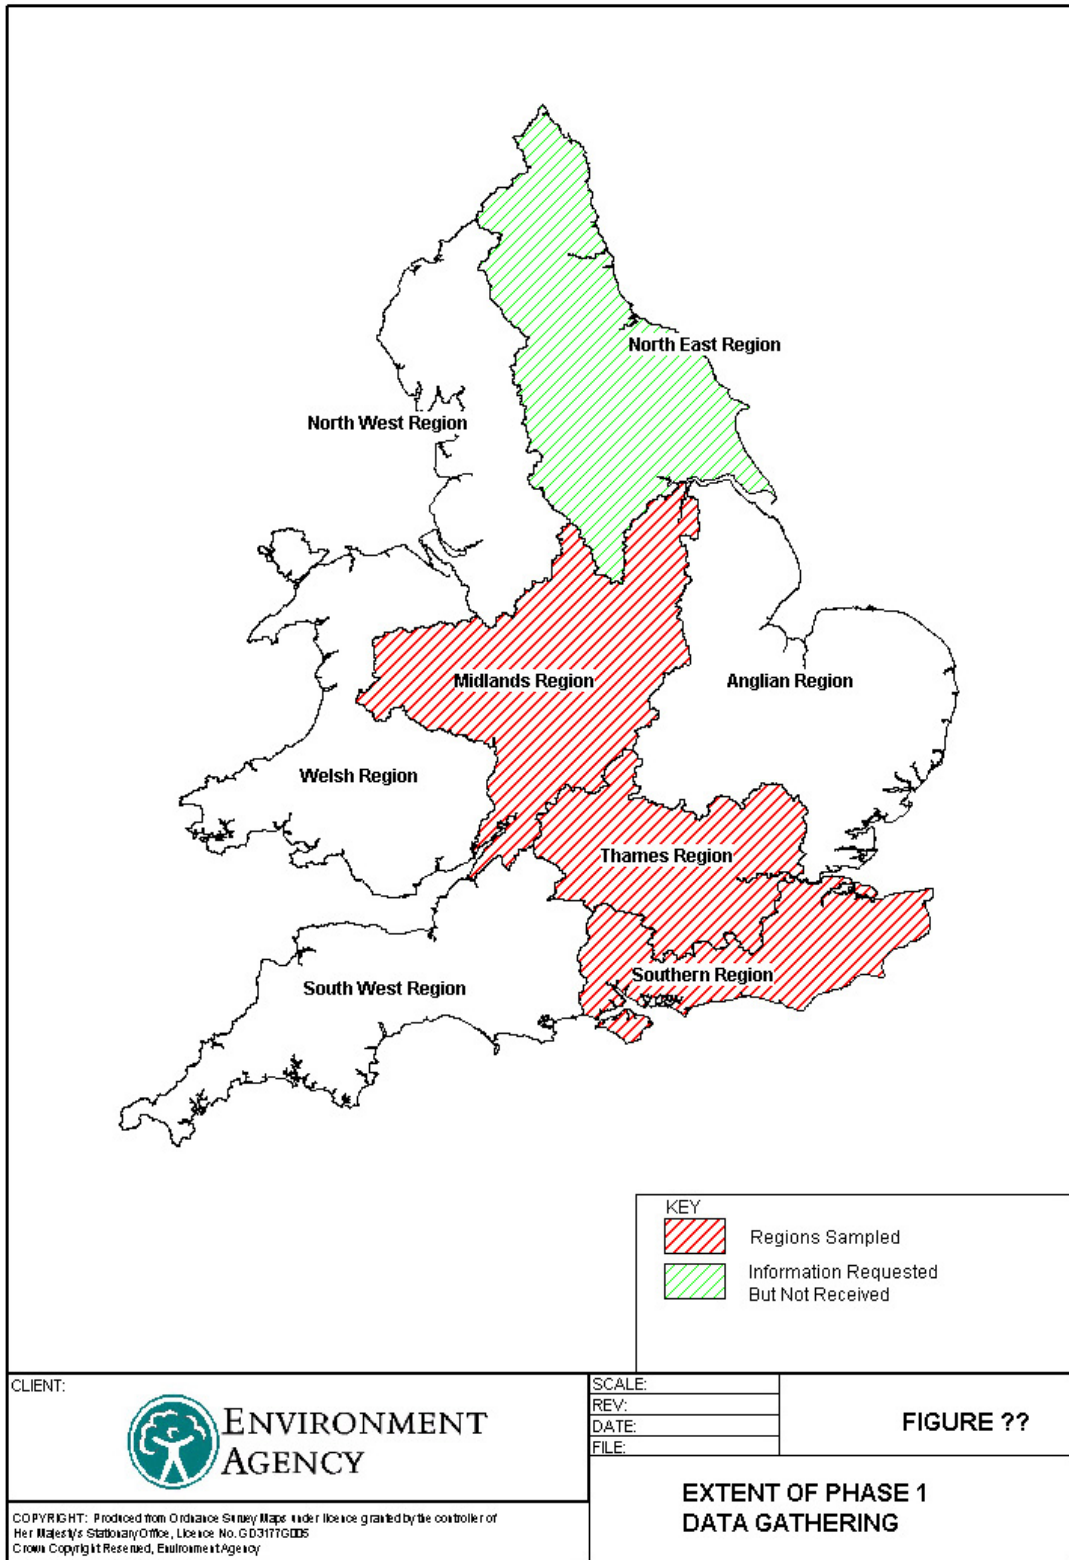 North East Region
North West Region
Midlands Region
Anglian Region
Welsh Region
Thames Region
Southern Region
South West Region
KEY
Regions Sampled
Information Requested
But Not Received
CLIENT:
ENVIRONMENT
AGENCY
SCALE:
REV:
DATE:
FILE:
FIGURE ??
EXTENT OF PHASE 1
DATA GATHERING
COPYRIGHT: Produced from Ordnance Survey Maps under licence granted by the controller of
Her Majesty's Stationary Office, Licence No.
Crown Copyright Reserved, Environment Agency